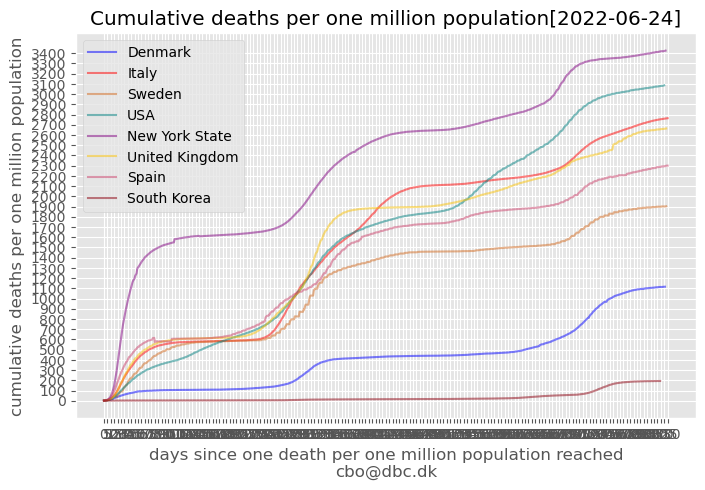 Cumulative deaths per one million population[2022-06-24]
Denmark
Italy
Sweden
USA
New York State
United Kingdom
Spain
South Korea
cumulative deaths per one million population
3400
3300
3200
3100
3000
2900
2800
2700
2600
2500
2400
2300
2200
2100
2000
1900
1800
1700
1600
1500
1400
1300
1200
1100
1000
900
800
700
600
500
400
300
200
100
0
days since one death per one million population reached
cbo@dbc.dk